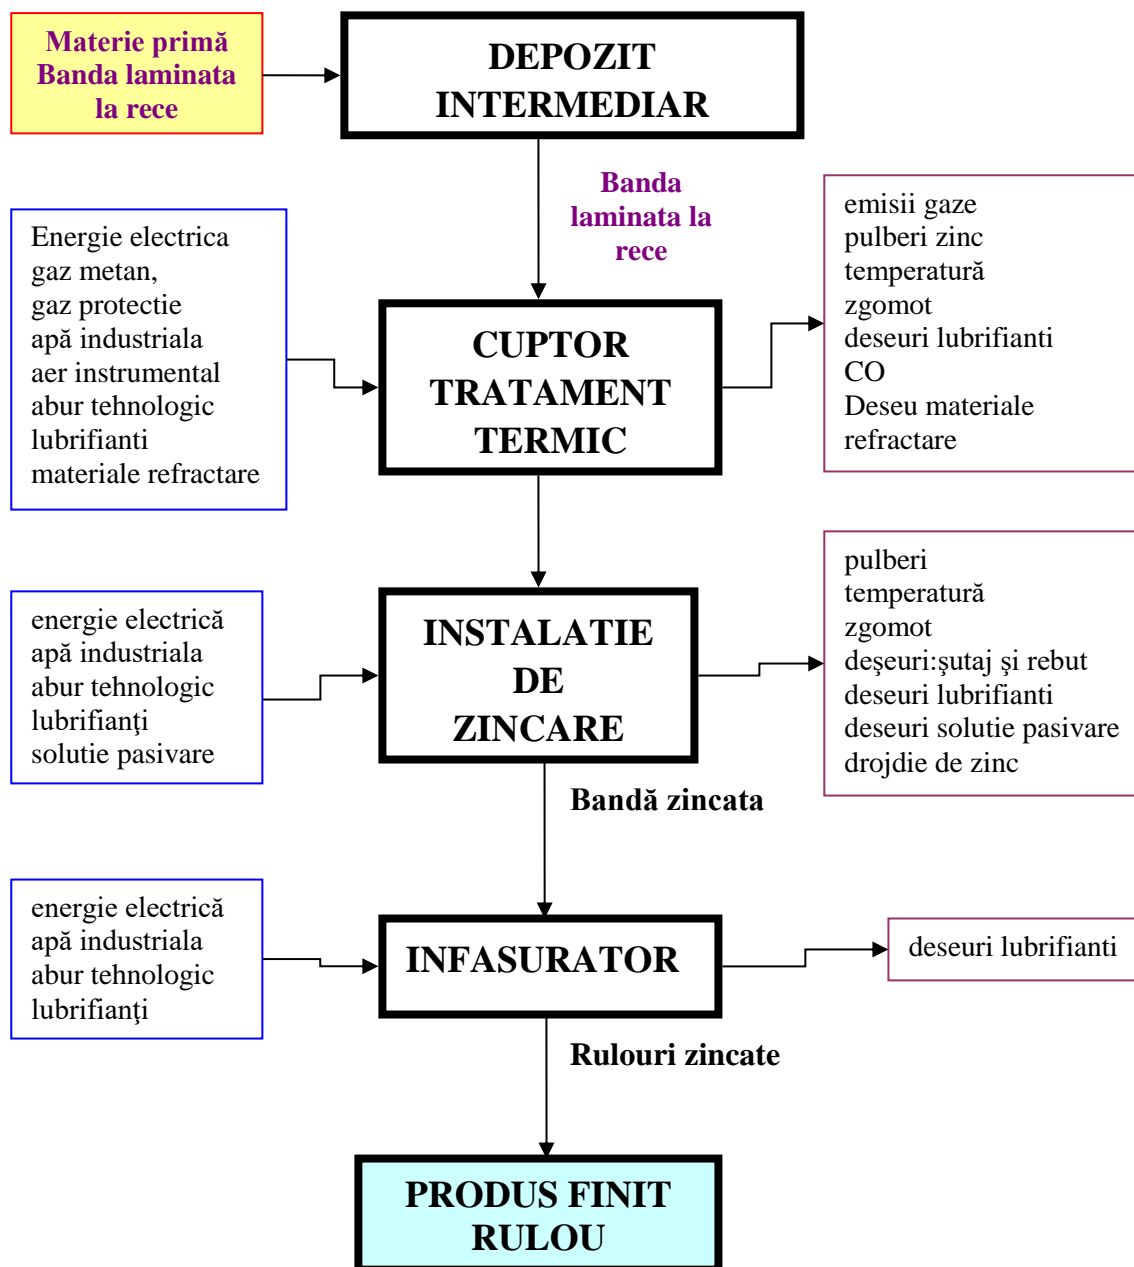 Materie primă
Banda laminata
la rece
DEPOZIT
INTERMEDIAR
Banda
laminata la
rece
Energie electrica
gaz metan,
gaz protectie
apă industriala
aer instrumental
abur tehnologic
lubrifianti
materiale refractare
CUPTOR
TRATAMENT
TERMIC
emisii gaze
pulberi zinc
temperatură
zgomot
deseuri lubrifianti
CO
Deseu materiale
refractare
energie electrică
apă industriala
abur tehnologic
lubrifianţi
solutie pasivare
INSTALATIE
DE
ZINCARE
pulberi
temperatură
zgomot
deşeuri:şutaj şi rebut
deseuri lubrifianti
deseuri solutie pasivare
drojdie de zinc
Bandă zincata
energie electrică
apă industriala
abur tehnologic
lubrifianţi
INFASURATOR
deseuri lubrifianti
Rulouri zincate
PRODUS FINIT
RULOU